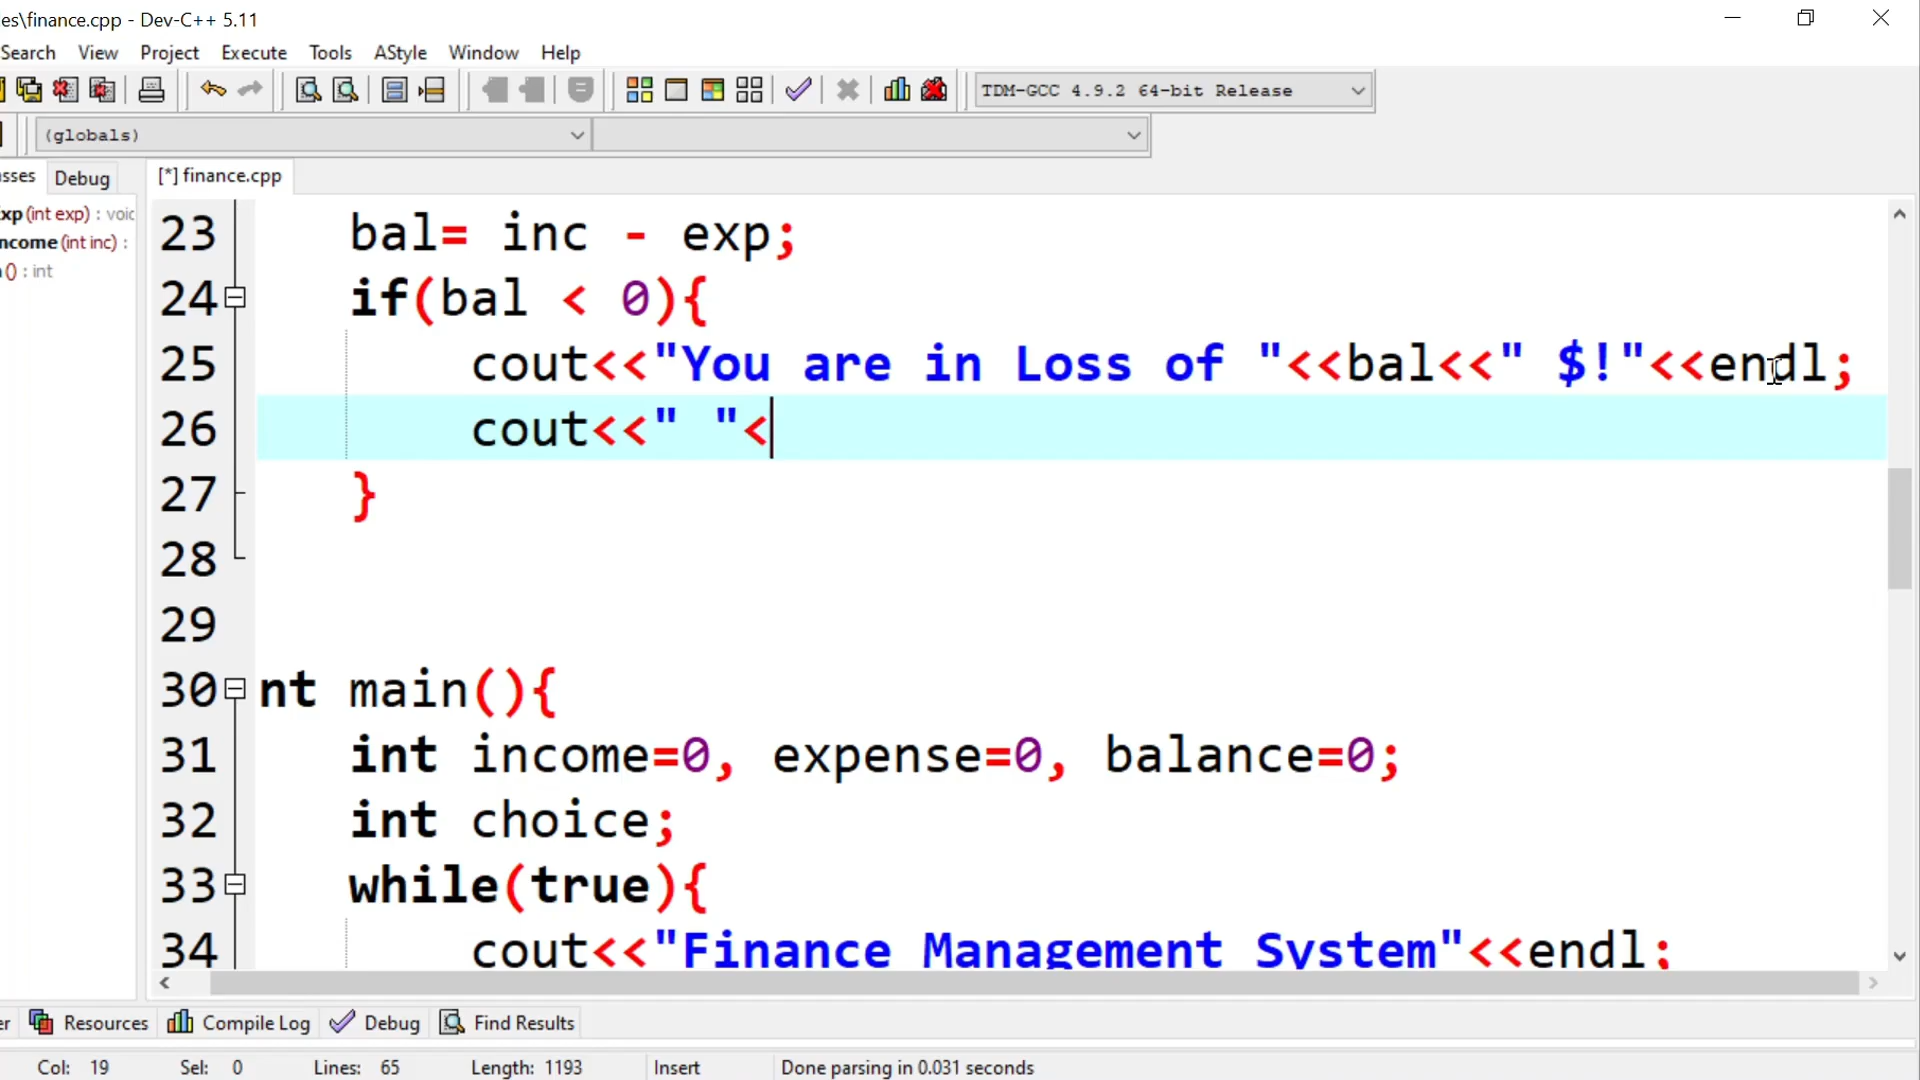 es\finance.cpp - Dev-C++ 5.11
Search View Project Execute Tools AStyle Window Help
TDM-GCC 4.9.2 64-bit Release
(globals)
sses Debug [*] finance.cpp
xp (int exp) : voic
ncome (int inc) :
() : int
23 bal= inc - exp;
24 if(bal < 0){
25 cout<<"You are in Loss of "<<bal<<" $!"<<endl;
26 cout<<" "<
27 }
28
29
30 nt main(){
31 int income=0, expense=0, balance=0;
32 int choice;
33 while(true){
34 cout<<"Finance Management System"<<endl;
er Resources Compile Log Debug Find Results
Col: 19 Sel: 0 Lines: 65 Length: 1193 Insert Done parsing in 0.031 seconds